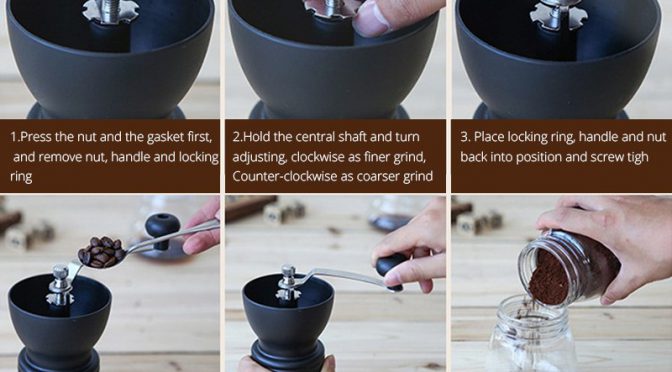 1.Press the nut and the gasket first,
and remove nut, handle and locking
ring
2.Hold the central shaft and turn
adjusting, clockwise as finer grind,
Counter-clockwise as coarser grind
3. Place locking ring, handle and nut
back into position and screw tigh